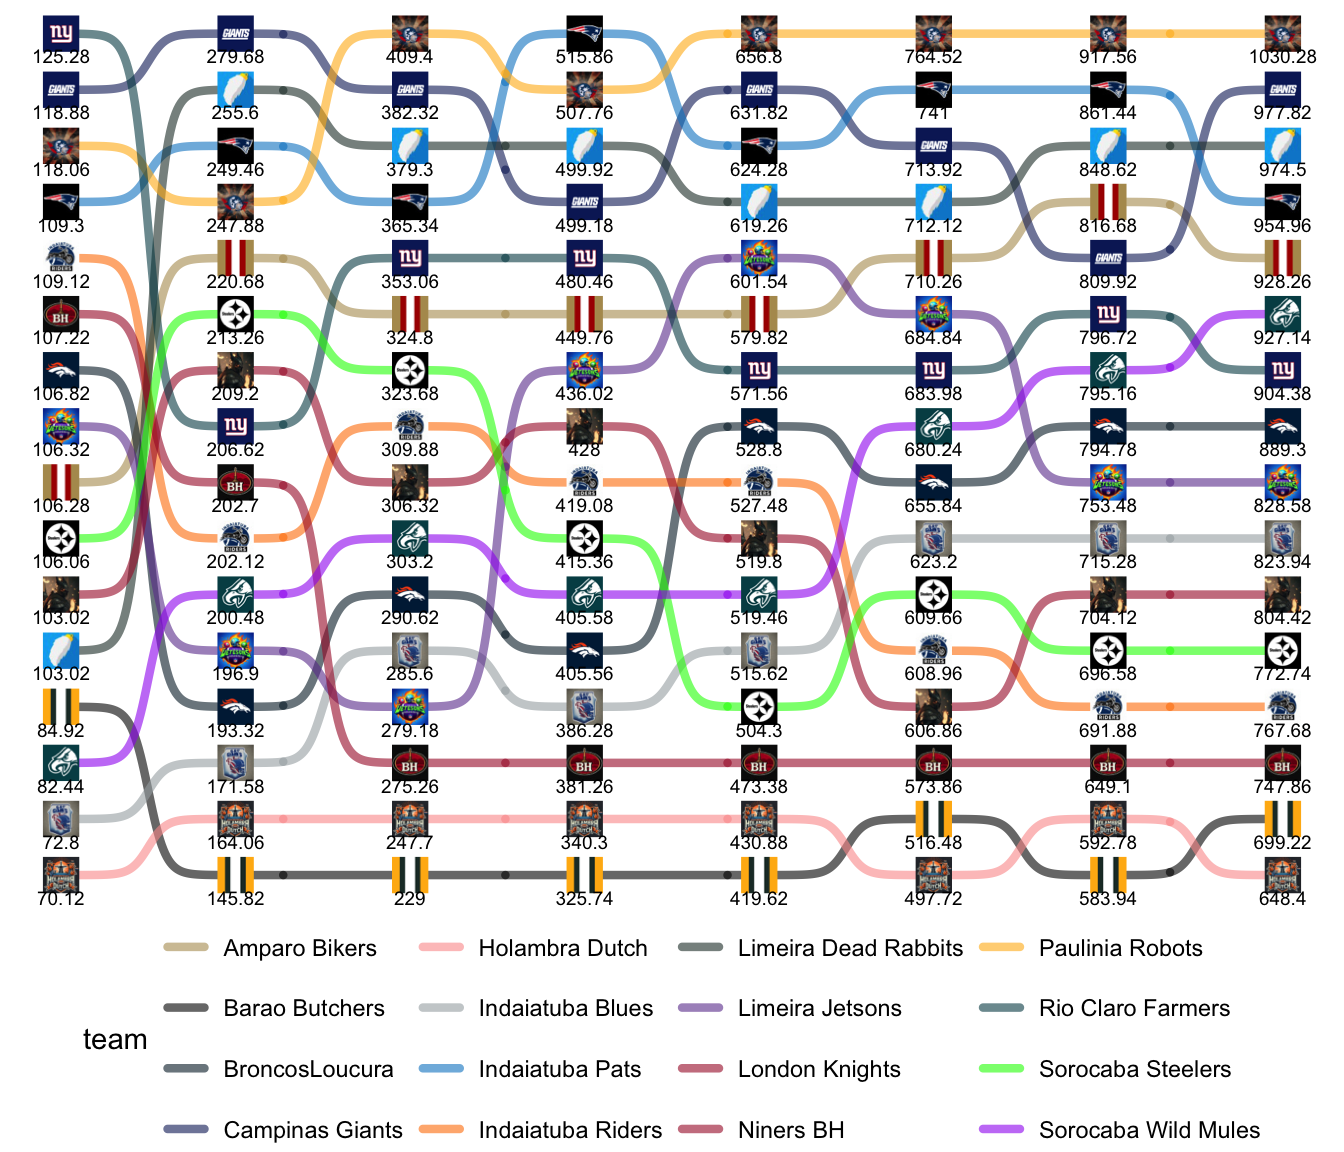 125.28 279.68 409.4 515.86 656.8 764.52 917.56 1030.28
118.88 255.6 382.32 507.76 631.82 741 861.44 977.82
118.06 249.46 379.3 499.92 624.28 713.92 848.62 974.5
109.3 247.88 365.34 499.18 619.26 712.12 816.68 954.96
109.12 220.68 353.06 480.46 601.54 710.26 809.92 928.26
107.22 213.26 324.8 449.76 579.82 684.84 796.72 927.14
106.82 209.2 323.68 436.02 571.56 683.98 795.16 904.38
106.32 206.62 309.88 428 528.8 680.24 794.78 889.3
106.28 202.7 306.32 419.08 527.48 655.84 753.48 828.58
106.06 202.12 303.2 415.36 519.8 623.2 715.28 823.94
103.02 200.48 290.62 405.58 519.46 609.66 704.12 804.42
103.02 196.9 285.6 405.56 515.62 608.96 696.58 772.74
84.92 193.32 279.18 386.28 504.3 606.86 691.88 767.68
82.44 171.58 275.26 381.26 473.38 573.86 649.1 747.86
72.8 164.06 247.7 340.3 430.88 516.48 592.78 699.22
70.12 145.82 229 325.74 419.62 497.72 583.94 648.4
team
Amparo Bikers Holambra Dutch Limeira Dead Rabbits Paulinia Robots
Barao Butchers Indaiatuba Blues Limeira Jetsons Rio Claro Farmers
BroncosLoucura Indaiatuba Pats London Knights Sorocaba Steelers
Campinas Giants Indaiatuba Riders Niners BH Sorocaba Wild Mules